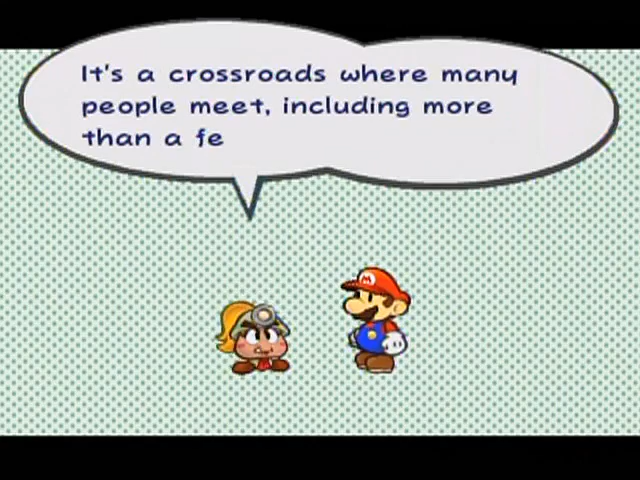 It's a crossroads where many
people meet, including more
than a fe
M